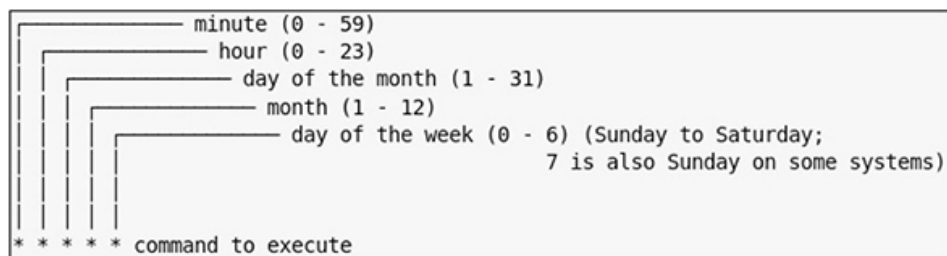 minute (0 - 59)
hour (0 - 23)
day of the month (1 - 31)
month (1 - 12)
day of the week (0 - 6) (Sunday to Saturday;
7 is also Sunday on some systems)
* * * * * command to execute